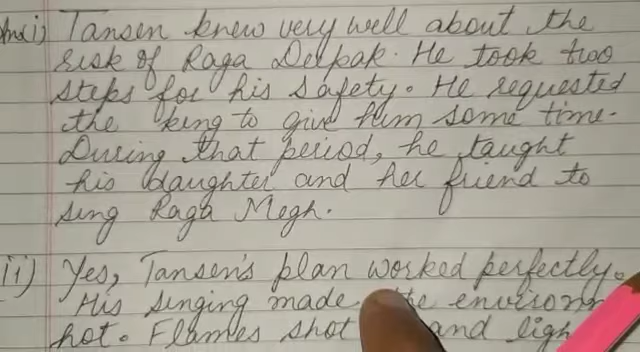 Ans i) Tansen knew very well about the
risk of Raga Deepak. He took two
steps for his safety. He requested
the king to give him some time.
During that period, he taught
his daughter and her friend to
sing Raga Megh.
ii) Yes, Tansen's plan worked perfectly.
His singing made the
hot. Flames shot and